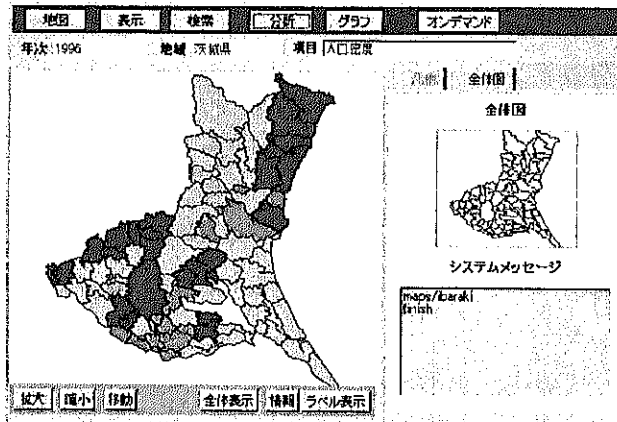 地図 表示 検索 分析 グラフ オンデマンド
年次 1996 地域 茨城県 項目 人口密度
凡例 全体図
全体図
システムメッセージ
maps/ibaraki
finish
拡大 縮小 移動 全体表示 情報 ラベル表示